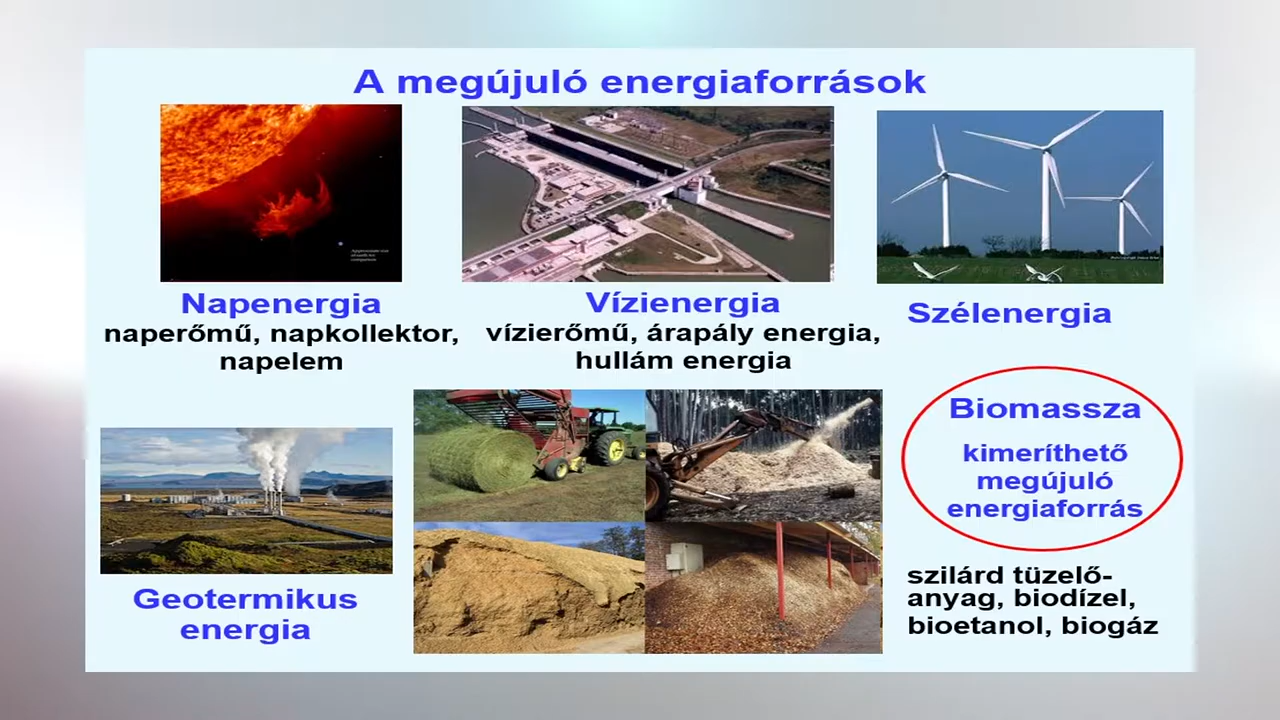 A megújuló energiaforrások
Napenergia
naperőmű, napkollektor,
napelem
Vízienergia
vízierőmű, árapály energia,
hullám energia
Szélenergia
Geotermikus
energia
Biomassza
kimeríthető
megújuló
energiaforrás
szilárd tüzelő-
anyag, biodízel,
bioetanol, biogáz